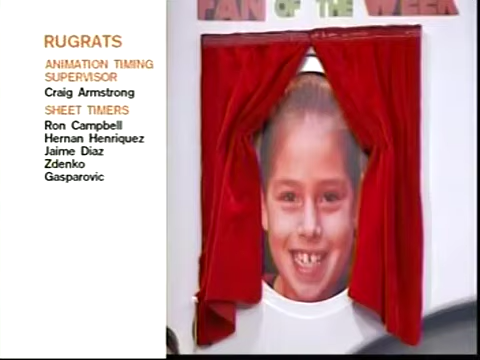 FAN OF THE WEEK
RUGRATS
ANIMATION TIMING
SUPERVISOR
Craig Armstrong
SHEET TIMERS
Ron Campbell
Hernan Henriquez
Jaime Diaz
Zdenko
Gasparovic